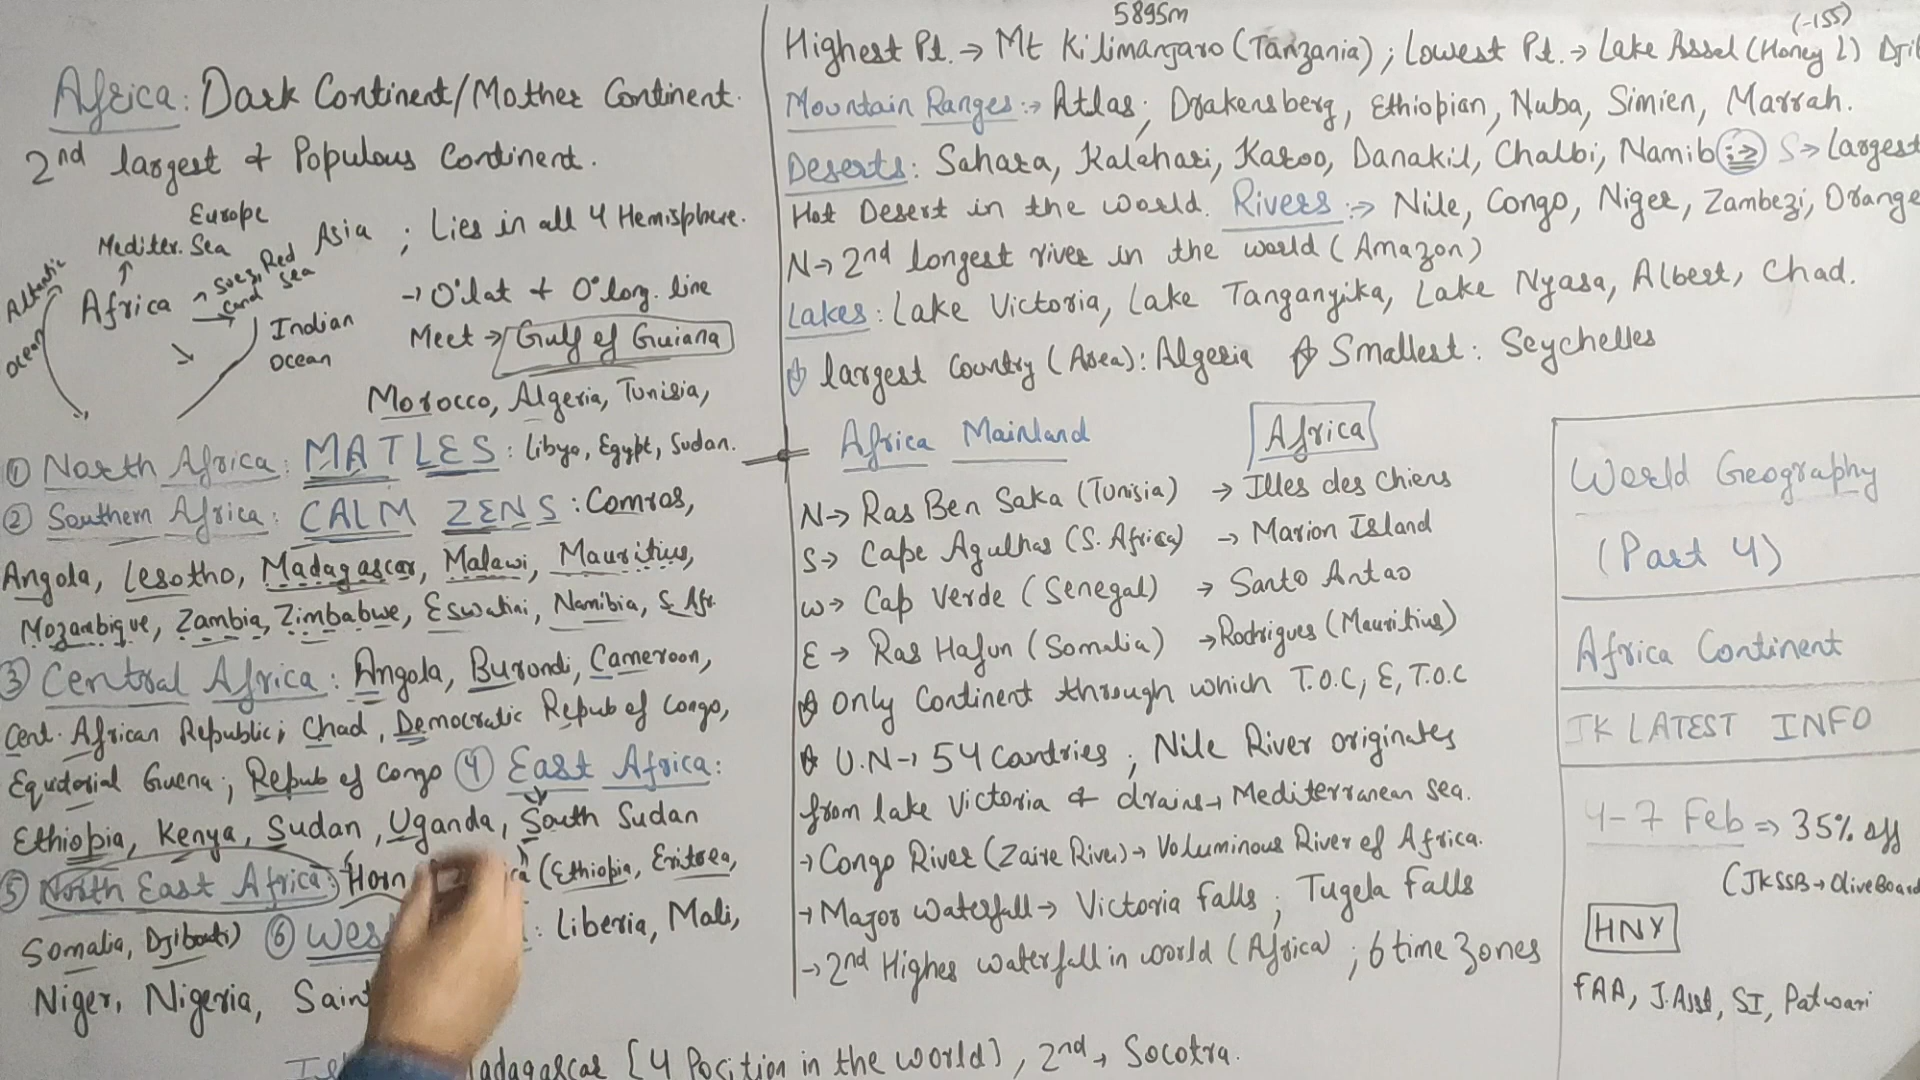 Africa: Dark Continent/Mother Continent.
2nd largest & Populous Continent.
Europe
Mediter. Sea
Asia ; Lies in all 4 Hemisphere.
Red Sea
Suez
Atlantic Ocean
Africa
Indian Ocean
→ 0°lat + 0°long. line
Meet → Gulf of Guiana
Morocco, Algeria, Tunisia,
① North Africa: MATLES: Libya, Egypt, Sudan.
② Southern Africa: CALM ZENS: Comros,
Angola, Lesotho, Madagascar, Malawi, Mauritius,
Mozambique, Zambia, Zimbabwe, Eswatini, Namibia, S. Afr.
③ Central Africa: Angola, Burundi, Cameroon,
Cent. African Republic; Chad, Democratic Repub of Congo,
Equtorial Guena; Repub of Congo ④ East Africa:
Ethiopia, Kenya, Sudan, Uganda, South Sudan
⑤ North East Africa: Horn (Ethiopia, Eritrea,
Somalia, Djibouti) ⑥ Wes : Liberia, Mali,
Niger, Nigeria, Saint
adagascar [4 Position in the world], 2nd → Socotra.
5895m
(-155)
Highest Pt. → Mt Kilimanjaro (Tanzania) ; Lowest Pt. → Lake Assal (Honey L) Dji
Mountain Ranges:→ Atlas, Drakensberg, Ethiopian, Nuba, Simien, Marrah.
Deserts: Sahara, Kalahari, Karoo, Danakil, Chalbi, Namib :→ S→ Largest
Hot Desert in the world. Rivers:→ Nile, Congo, Niger, Zambezi, Orange
N→ 2nd longest river in the world (Amazon)
Lakes: Lake Victoria, Lake Tanganyika, Lake Nyasa, Albert, Chad.
largest Country (Area): Algeria Smallest: Seychelles
Africa Mainland Africa
N→ Ras Ben Saka (Tunisia) → Illes des Chiens
S→ Cape Agulhas (S. Africa) → Marion Island
W→ Cap Verde (Senegal) → Santo Antao
E→ Ras Hafun (Somalia) → Rodrigues (Mauritius)
Only Continent through which T.O.C, E, T.O.C
U.N → 54 Countries ; Nile River originates
from lake Victoria & drains → Mediterranean Sea.
→ Congo River (Zaire River) → Voluminous River of Africa.
→ Major Waterfall → Victoria Falls ; Tugela Falls
→ 2nd Highes waterfall in world (Africa) ; 6 time Zones
World Geography
(Part 4)
Africa Continent
JK LATEST INFO
4-7 Feb ⇒ 35% off
(JKSSB → Olive Board
HNY
FAA, J.Asst, SI, Patwari